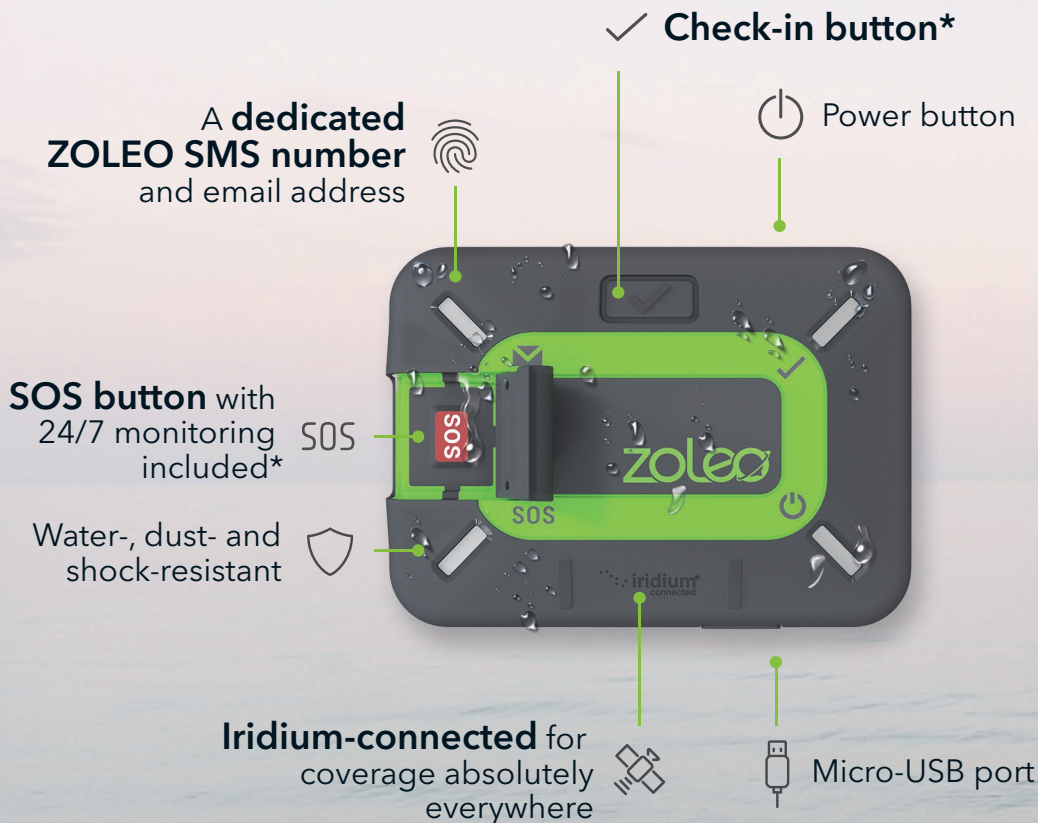 Check-in button*
Power button
A dedicated
ZOLEO SMS number
and email address
SOS button with
24/7 monitoring
included*
SOS
SOS
zoleo
SOS
Water-, dust- and
shock-resistant
iridium®
connected
Iridium-connected for
coverage absolutely
everywhere
Micro-USB port